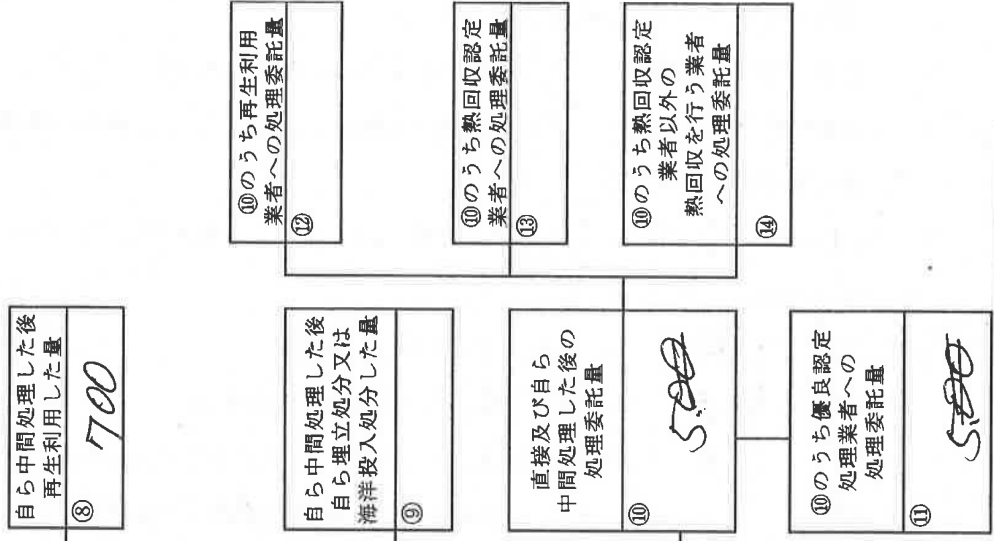 自ら中間処理した後
再生利用した量
⑧
700
自ら中間処理した後
自ら埋立処分又は
海洋投入処分した量
⑨
直接及び自ら
中間処理した後の
処理委託量
⑩
⑩のうち優良認定
処理業者への
処理委託量
⑪
⑩のうち再生利用
業者への処理委託量
⑫
⑩のうち熱回収認定
業者への処理委託量
⑬
⑩のうち熱回収認定
業者以外の
熱回収を行う業者
への処理委託量
⑭